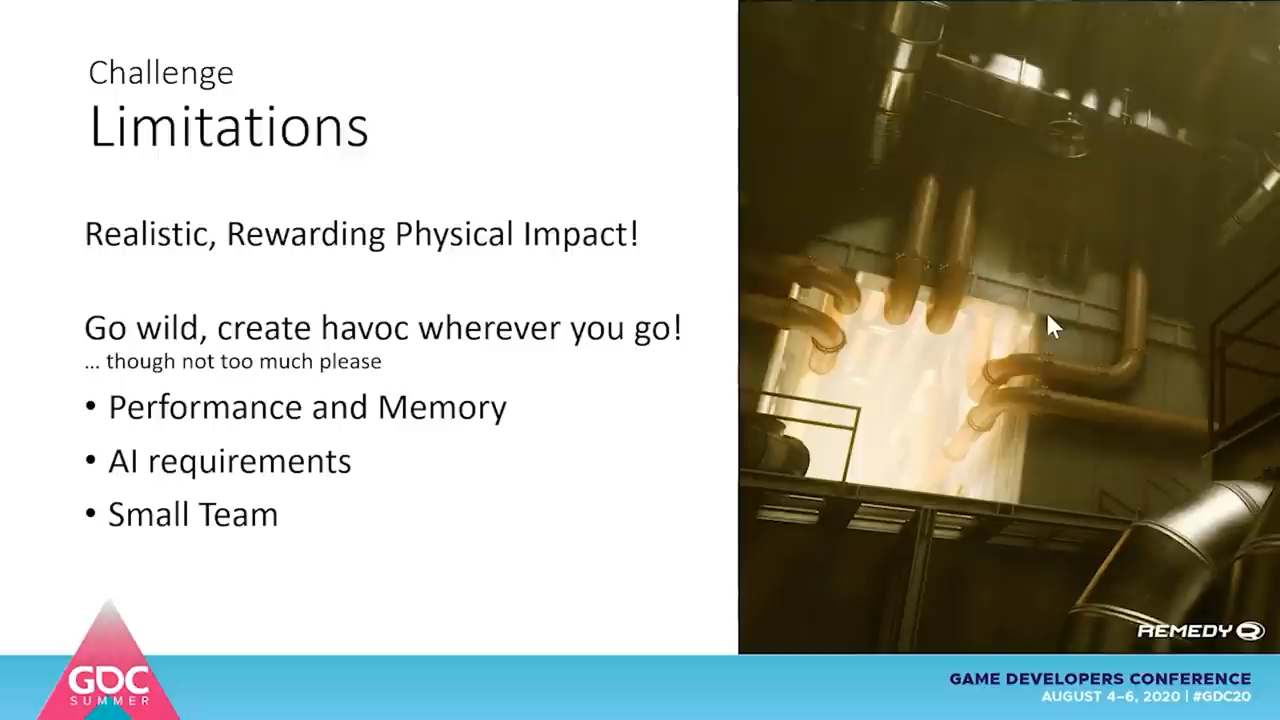 Challenge
Limitations
Realistic, Rewarding Physical Impact!
Go wild, create havoc wherever you go!
... though not too much please
• Performance and Memory
• AI requirements
• Small Team
REMEDY
GDC
SUMMER
GAME DEVELOPERS CONFERENCE
AUGUST 4–6, 2020 | #GDC20